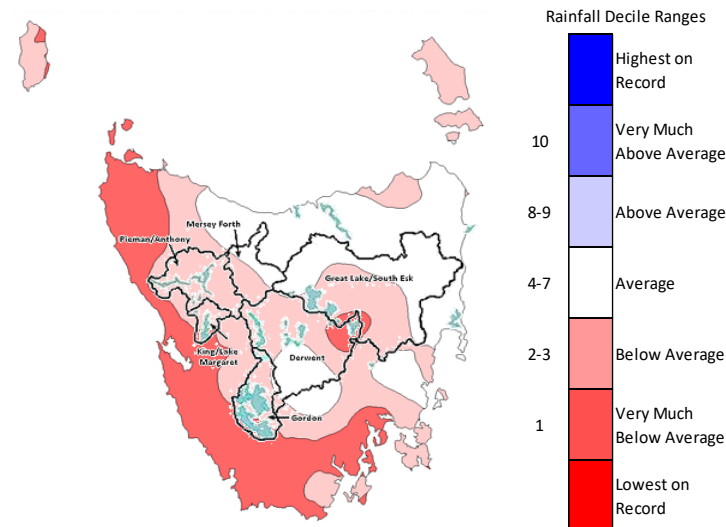 Rainfall Decile Ranges
Highest on
Record
10
Very Much
Above Average
8-9
Above Average
4-7
Average
2-3
Below Average
1
Very Much
Below Average
Lowest on
Record
Mersey Forth
Pieman/Anthony
Great Lake/South Esk
King/Lake
Margaret
Derwent
Gordon